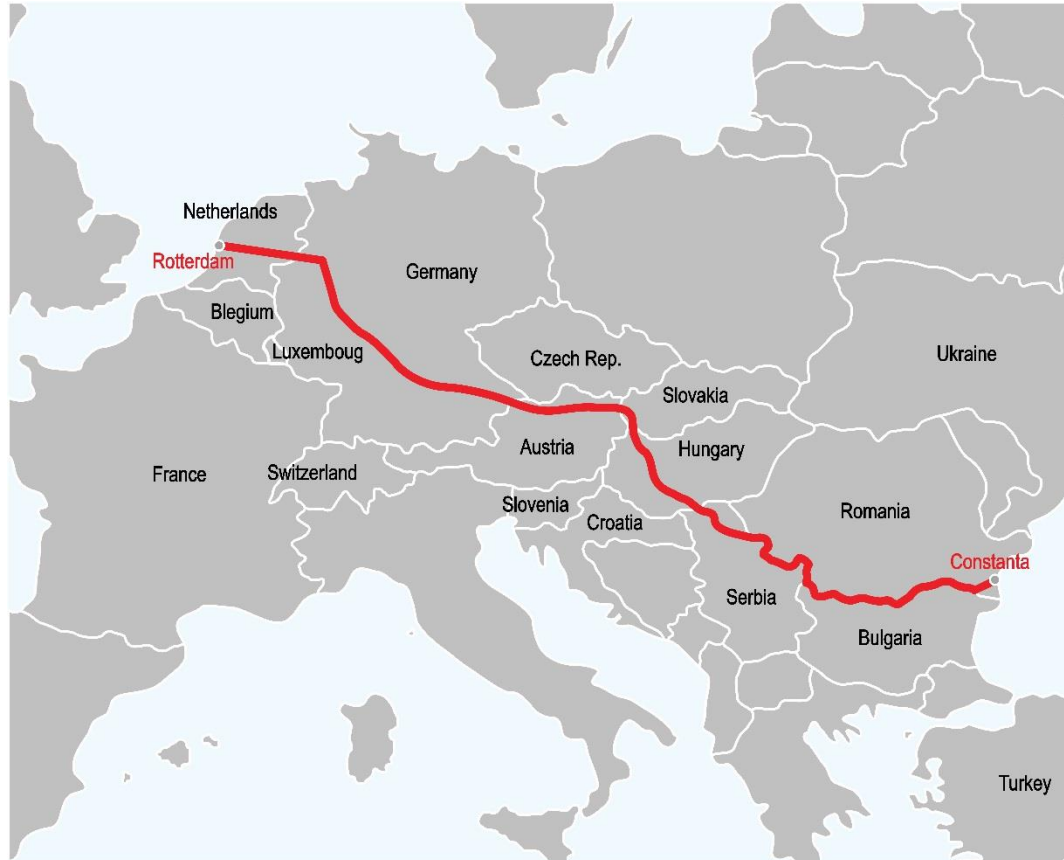 Netherlands
Rotterdam
Germany
Blegium
Luxemboug
Czech Rep.
Ukraine
Slovakia
Hungary
Austria
France
Switzerland
Slovenia
Croatia
Romania
Constanta
Serbia
Bulgaria
Turkey